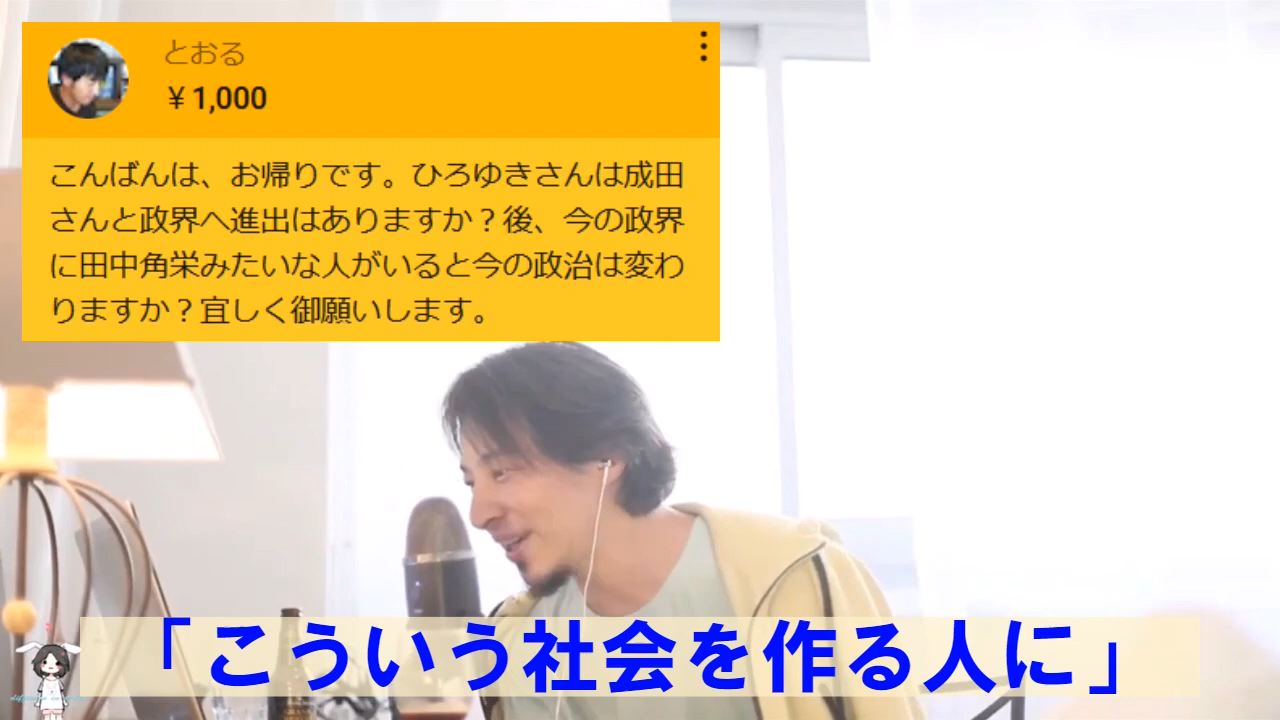 とおる
￥1,000
こんばんは、お帰りです。ひろゆきさんは成田
さんと政界へ進出はありますか？後、今の政界
に田中角栄みたいな人がいると今の政治は変わ
りますか？宜しく御願いします。
「こういう社会を作る人に」